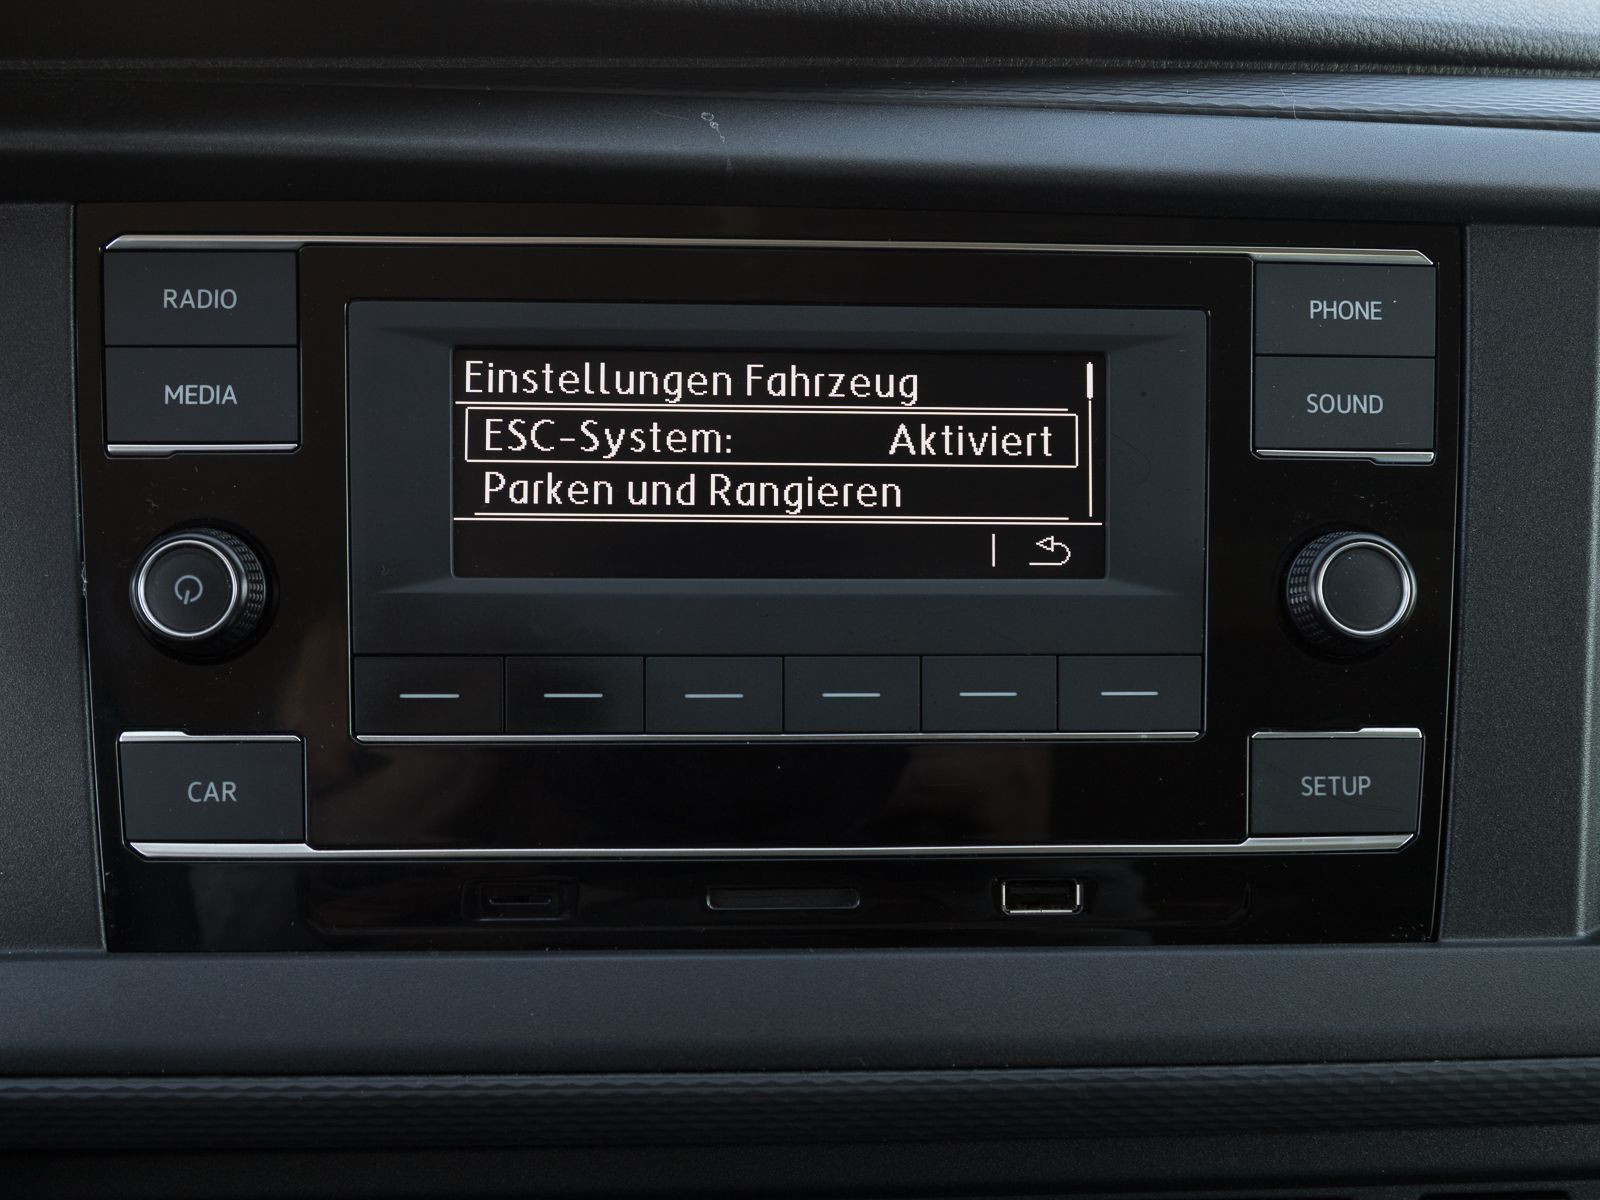 RADIO
MEDIA
Einstellungen Fahrzeug
ESC-System: Aktiviert
Parken und Rangieren
PHONE
SOUND
CAR
SETUP